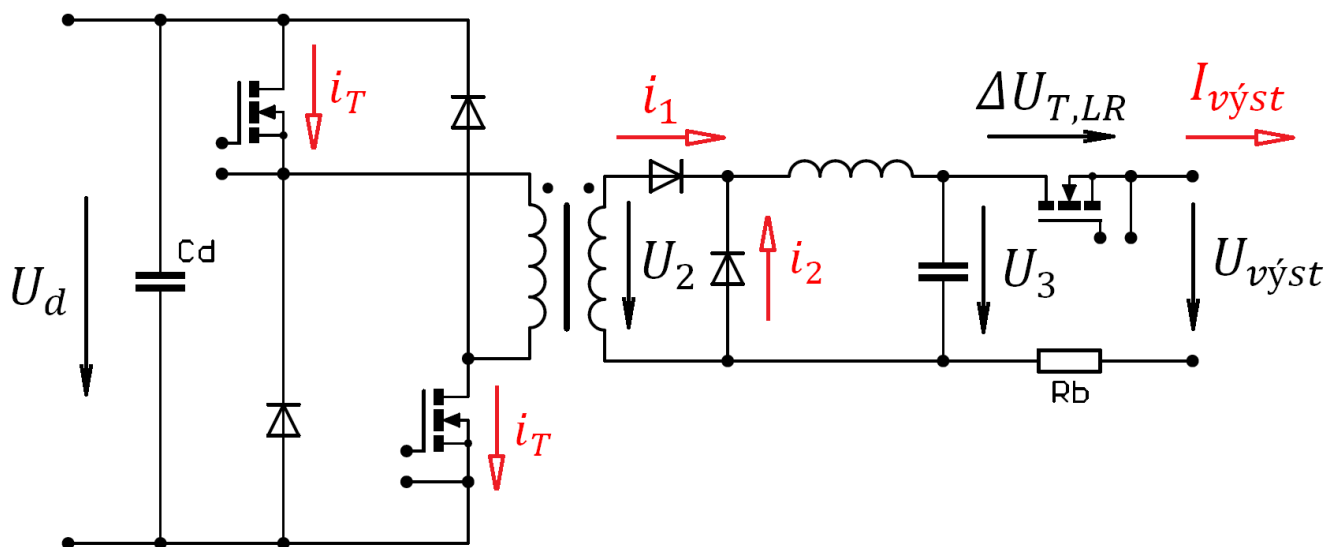 i_T
i_1
ΔU_{T,LR}
I_{výst}
U_d
Cd
U_2
i_2
U_3
U_{výst}
Rb
i_T